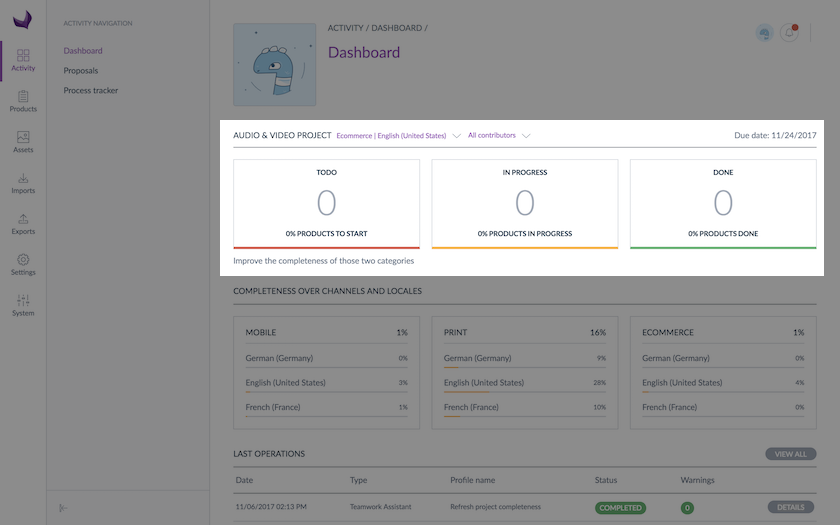 ACTIVITY NAVIGATION
Dashboard
Proposals
Process tracker
Activity
Products
Assets
Imports
Exports
Settings
System
ACTIVITY / DASHBOARD /
Dashboard
AUDIO & VIDEO PROJECT Ecommerce | English (United States) All contributors Due date: 11/24/2017
TODO IN PROGRESS DONE
0 0 0
0% PRODUCTS TO START 0% PRODUCTS IN PROGRESS 0% PRODUCTS DONE
Improve the completeness of those two categories
COMPLETENESS OVER CHANNELS AND LOCALES
MOBILE 1% PRINT 16% ECOMMERCE 1%
German (Germany) 0% German (Germany) 9% German (Germany) 0%
English (United States) 3% English (United States) 28% English (United States) 4%
French (France) 1% French (France) 10% French (France) 0%
LAST OPERATIONS VIEW ALL
Date Type Profile name Status Warnings
11/06/2017 02:13 PM Teamwork Assistant Refresh project completeness COMPLETED 0 DETAILS